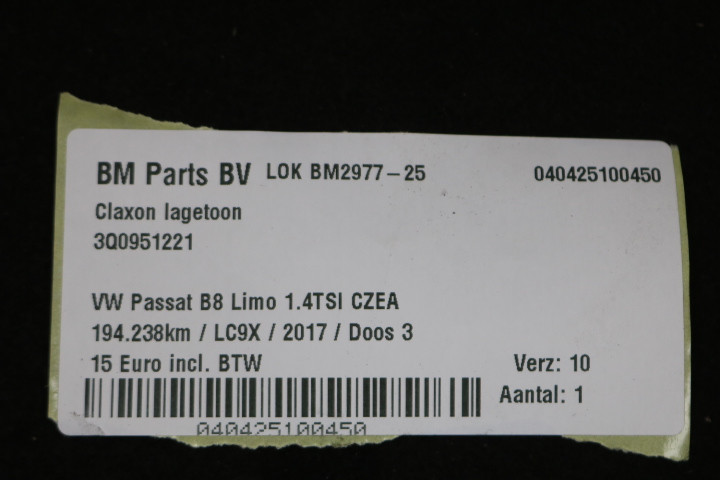 BM Parts BV LOK BM2977-25 040425100450
Claxon lagetoon
3Q0951221
VW Passat B8 Limo 1.4TSI CZEA
194.238km / LC9X / 2017 / Doos 3
15 Euro incl. BTW Verz: 10
Aantal: 1
040425100450